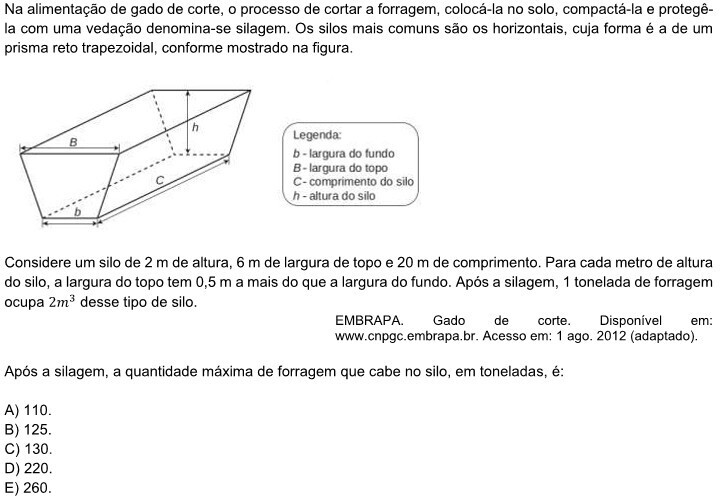 Na alimentação de gado de corte, o processo de cortar a forragem, colocá-la no solo, compactá-la e protegê-
la com uma vedação denomina-se silagem. Os silos mais comuns são os horizontais, cuja forma é a de um
prisma reto trapezoidal, conforme mostrado na figura.
h
B
C
b
Legenda:
b - largura do fundo
B - largura do topo
C - comprimento do silo
h - altura do silo
Considere um silo de 2 m de altura, 6 m de largura de topo e 20 m de comprimento. Para cada metro de altura
do silo, a largura do topo tem 0,5 m a mais do que a largura do fundo. Após a silagem, 1 tonelada de forragem
ocupa 2m³ desse tipo de silo.
EMBRAPA. Gado de corte. Disponível em:
www.cnpgc.embrapa.br. Acesso em: 1 ago. 2012 (adaptado).
Após a silagem, a quantidade máxima de forragem que cabe no silo, em toneladas, é:
A) 110.
B) 125.
C) 130.
D) 220.
E) 260.